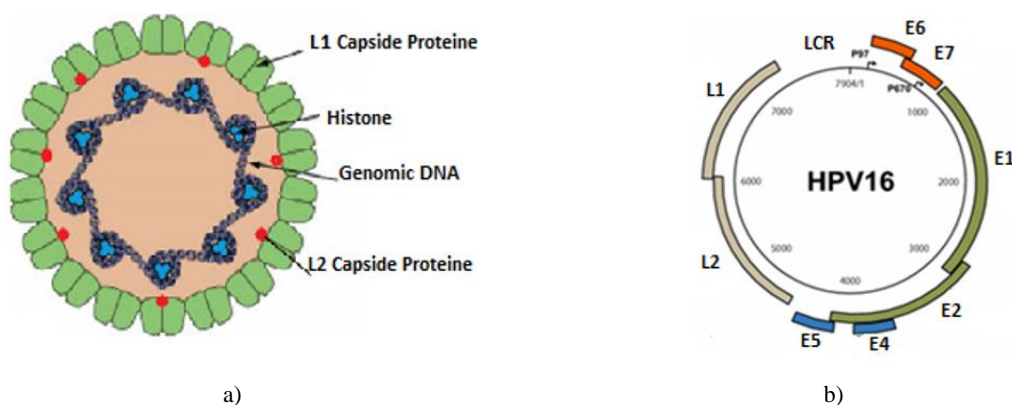 L1 Capside Proteine
Histone
Genomic DNA
L2 Capside Proteine
a)
E6
LCR
P97
E7
L1
7904/1
P670
7000
1000
E1
6000
HPV16
2000
L2
5000
3000
4000
E2
E5
E4
b)